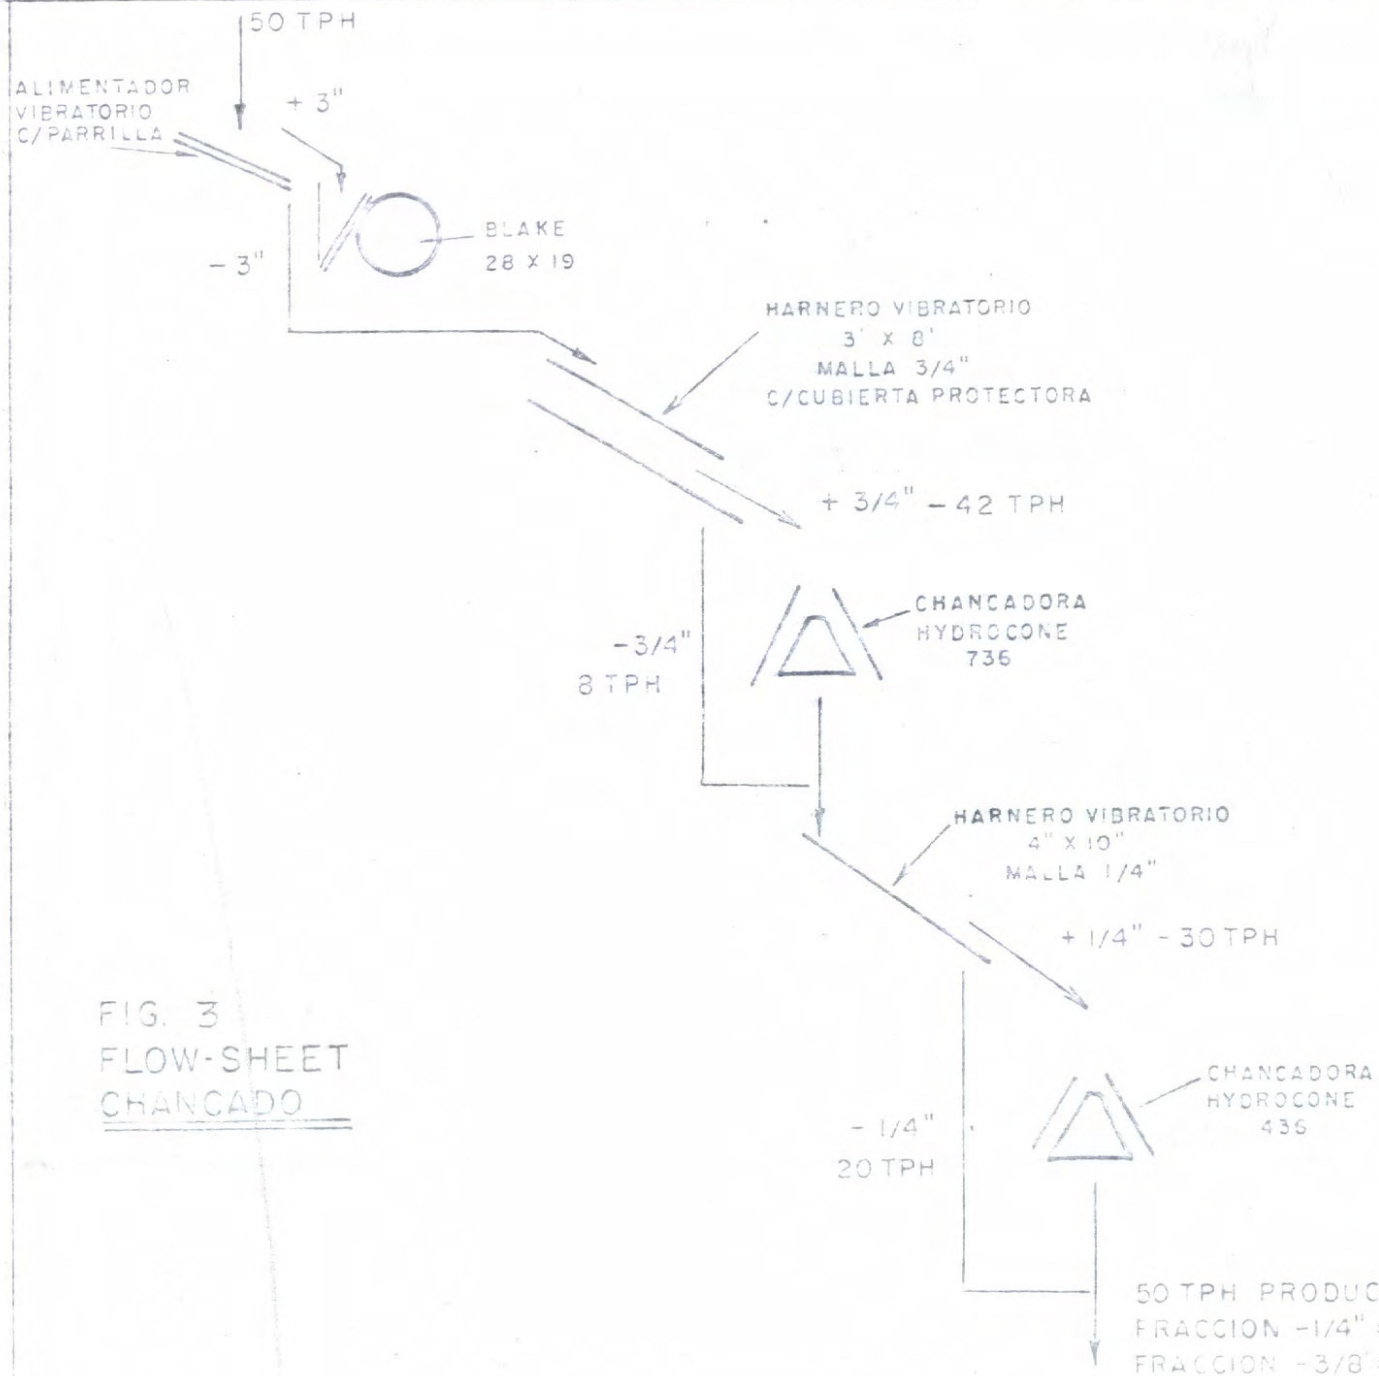 50 TPH
ALIMENTADOR
VIBRATORIO
C/PARRILLA
+ 3"
BLAKE
28 X 19
- 3"
HARNERO VIBRATORIO
3' X 8'
MALLA 3/4"
C/CUBIERTA PROTECTORA
+ 3/4" - 42 TPH
CHANCADORA
HYDROCONE
736
-3/4"
8 TPH
HARNERO VIBRATORIO
4" X 10"
MALLA 1/4"
+ 1/4" - 30 TPH
FIG. 3
FLOW-SHEET
CHANCADO
CHANCADORA
HYDROCONE
436
- 1/4"
20 TPH
50 TPH PRODUC
FRACCION -1/4" =
FRACCION -3/8" =